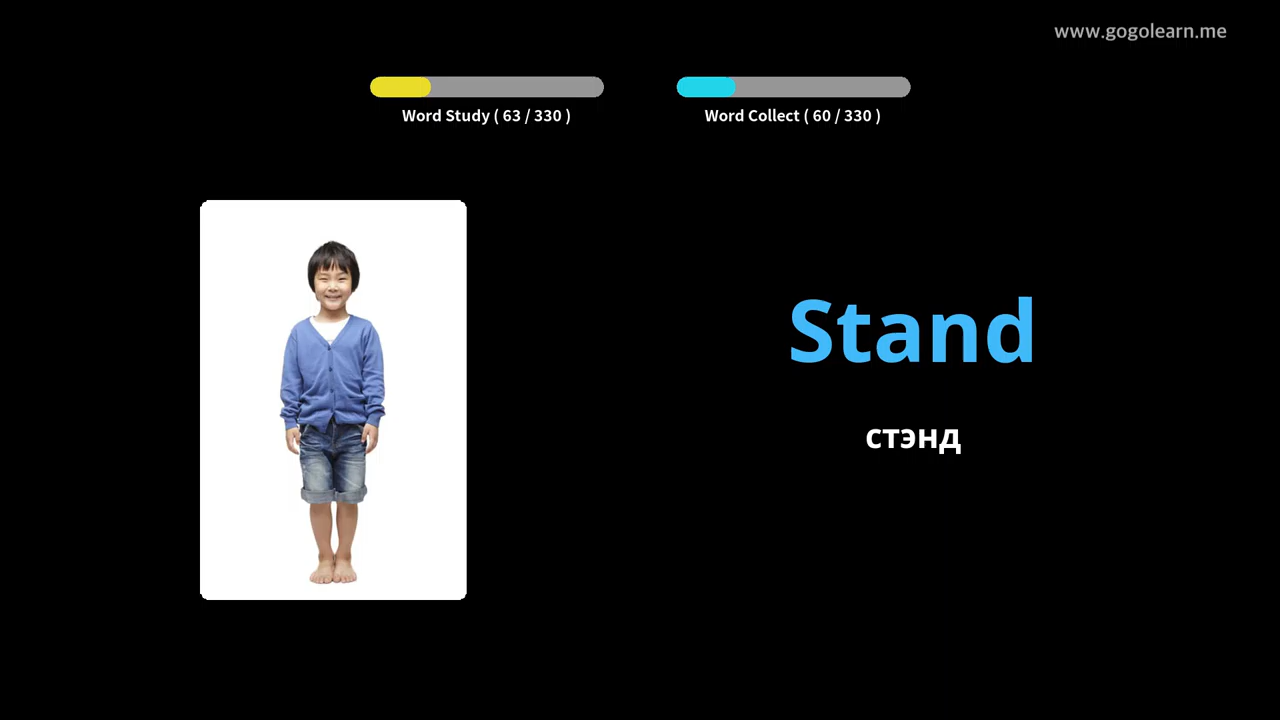 www.gogolearn.me
Word Study ( 63 / 330 )
Word Collect ( 60 / 330 )
Stand
стэнд